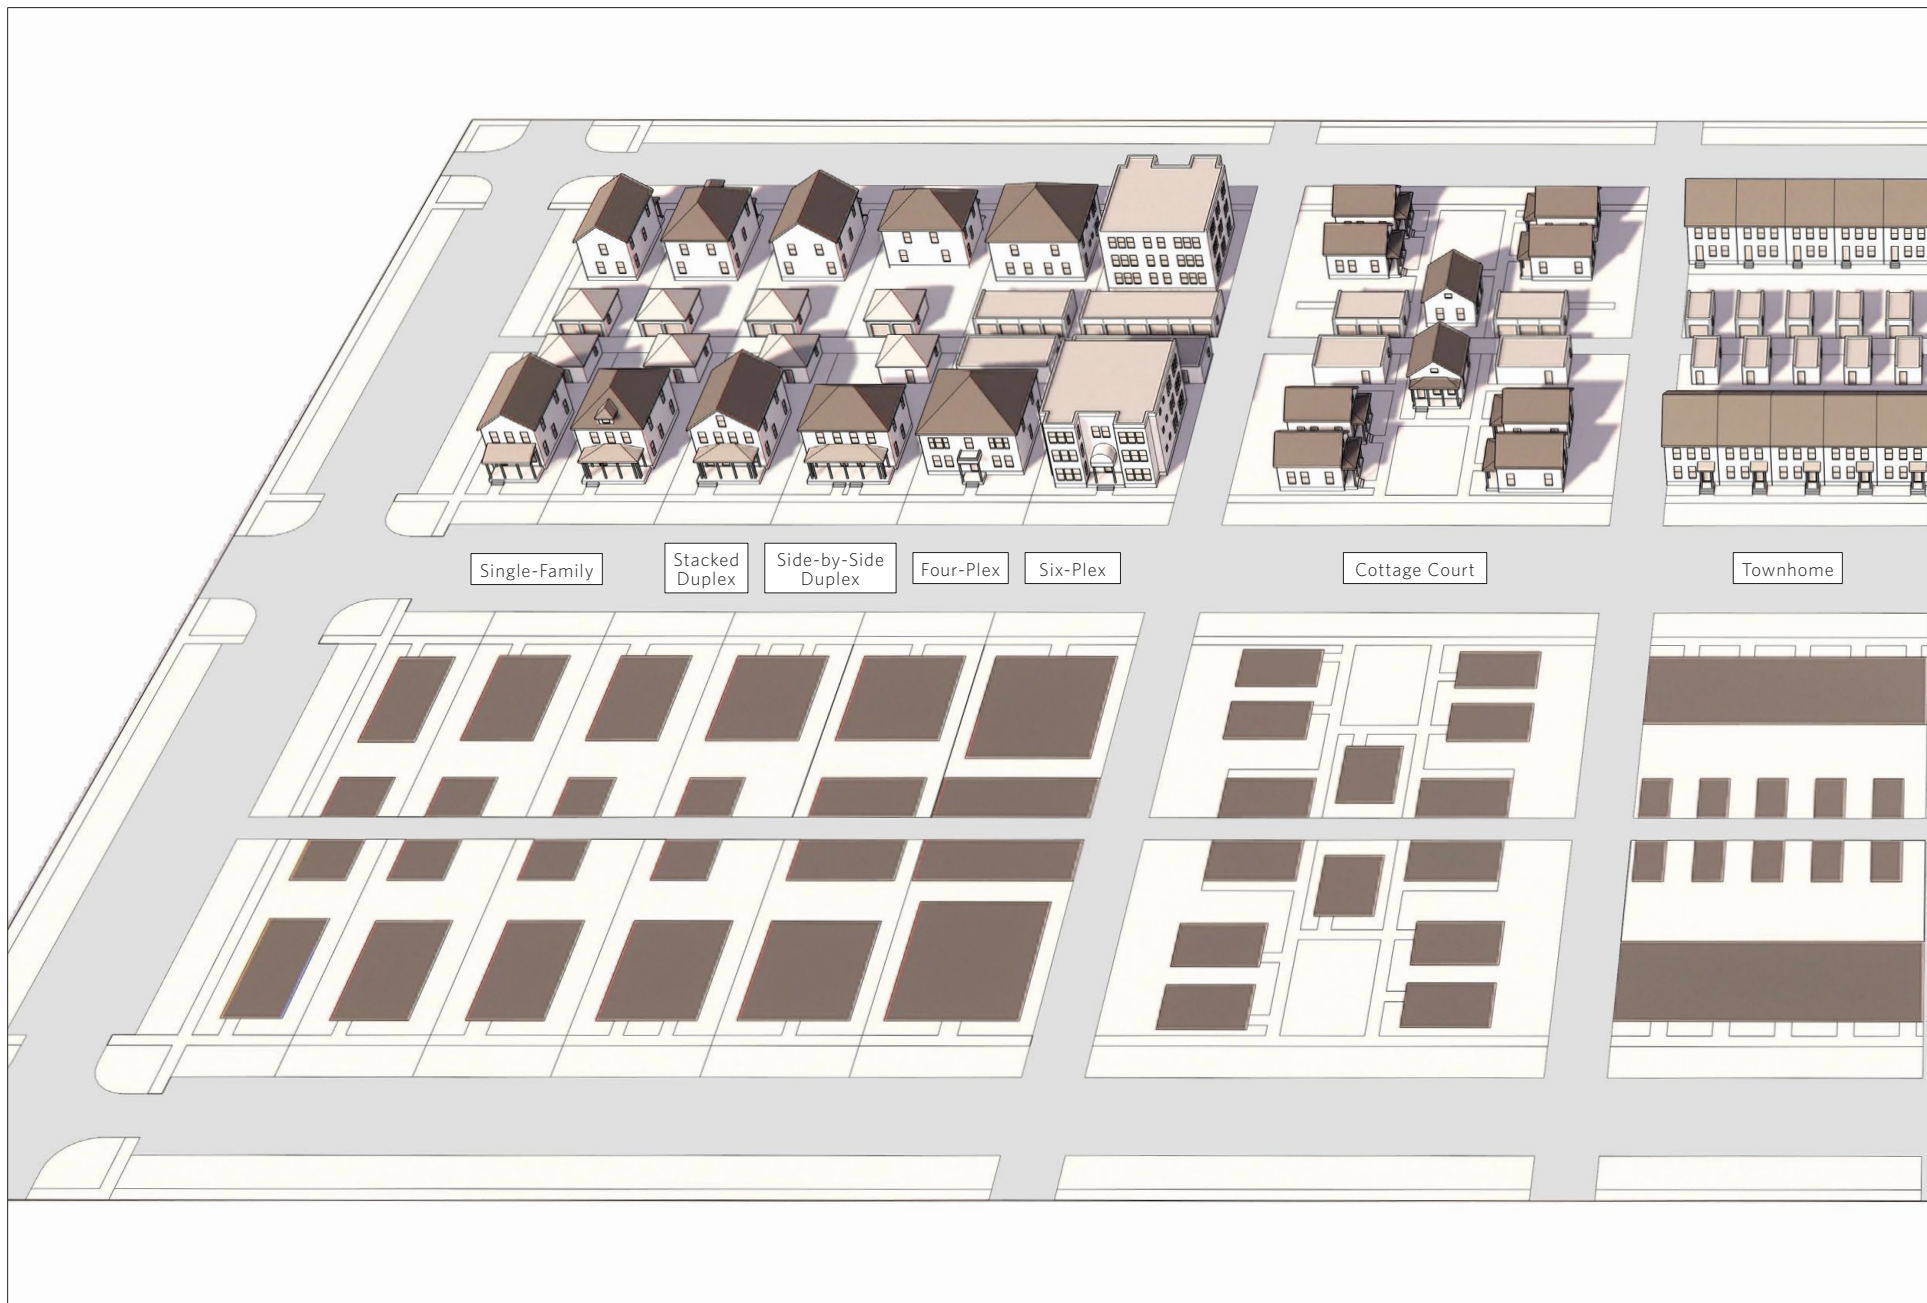 Single-Family
Stacked
Duplex
Side-by-Side
Duplex
Four-Plex
Six-Plex
Cottage Court
Townhome